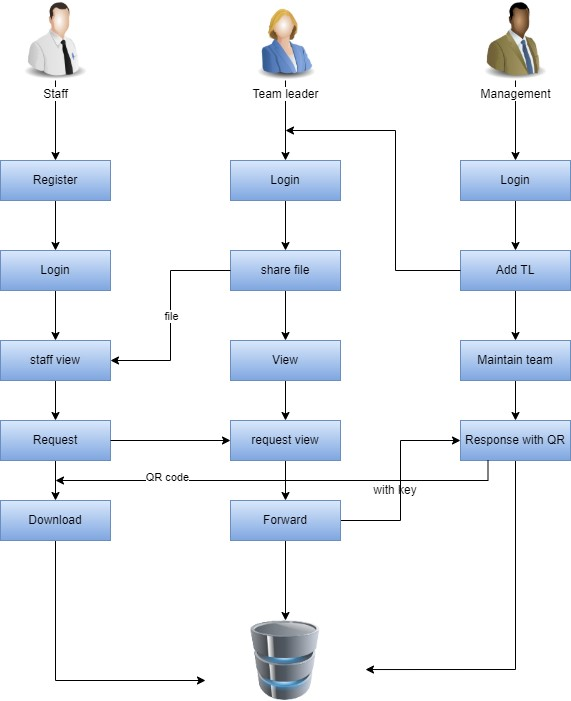 Staff
Team leader
Management
Register
Login
Login
Login
share file
Add TL
file
staff view
View
Maintain team
Request
request view
Response with QR
QR code
with key
Download
Forward